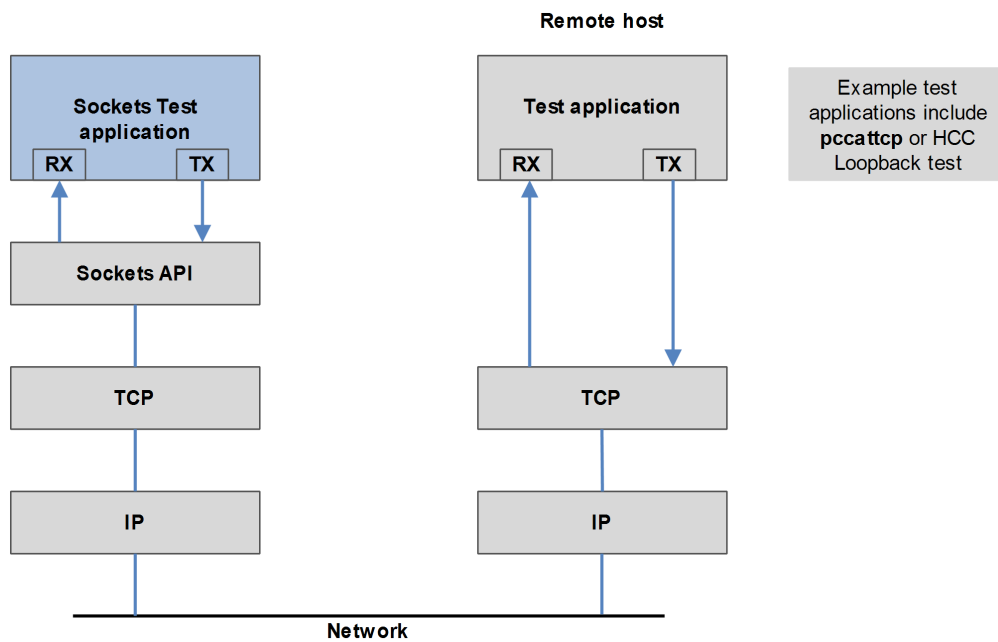 Remote host
Sockets Test
application
RX
TX
Test application
RX
TX
Example test
applications include
pccattcp or HCC
Loopback test
Sockets API
TCP
TCP
IP
IP
Network